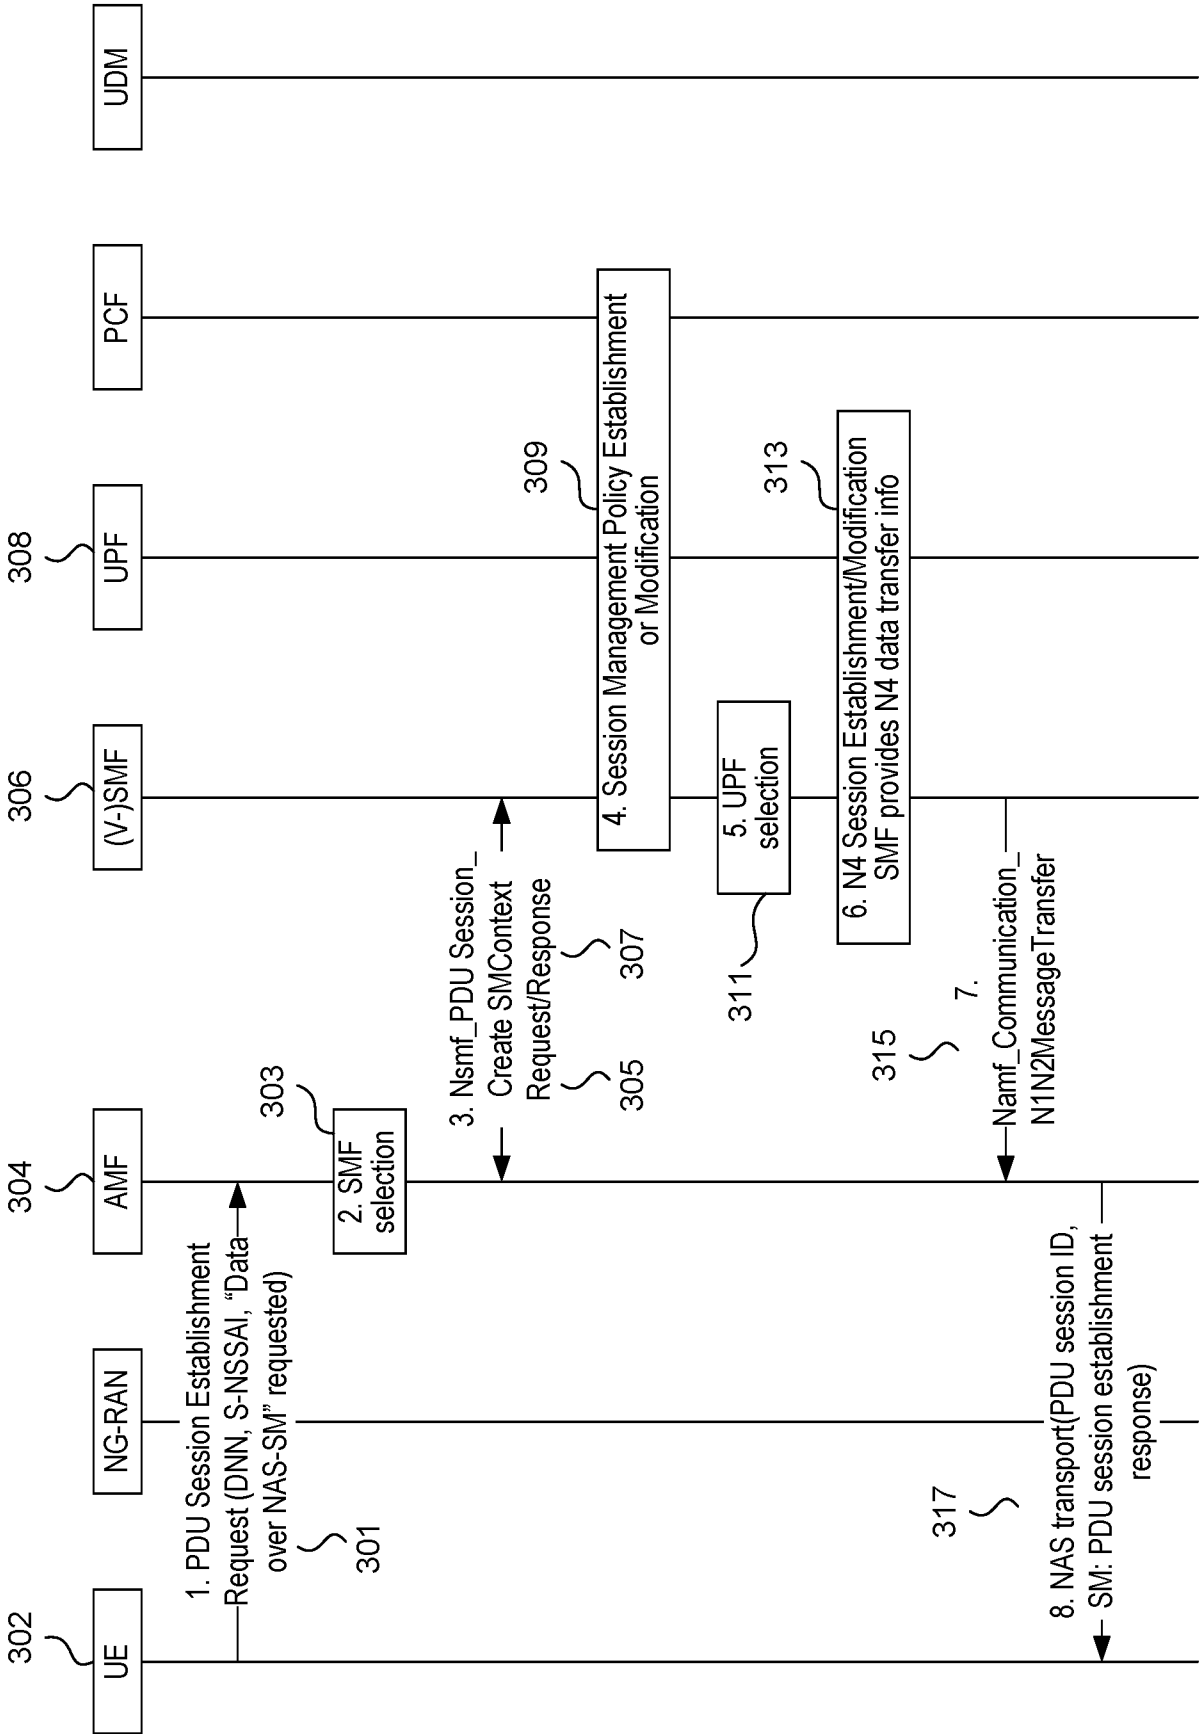 302
304
306
308
UE
NG-RAN
AMF
(V-)SMF
UPF
PCF
UDM
1. PDU Session Establishment
Request (DNN, S-NSSAI, “Data
over NAS-SM” requested)
301
303
2. SMF
selection
3. Nsmf_PDU Session_
Create SMContext
Request/Response
305
307
309
4. Session Management Policy Establishment
or Modification
5. UPF
selection
311
313
6. N4 Session Establishment/Modification
SMF provides N4 data transfer info
315
7.
Namf_Communication_
N1N2MessageTransfer
317
8. NAS transport(PDU session ID,
SM: PDU session establishment
response)